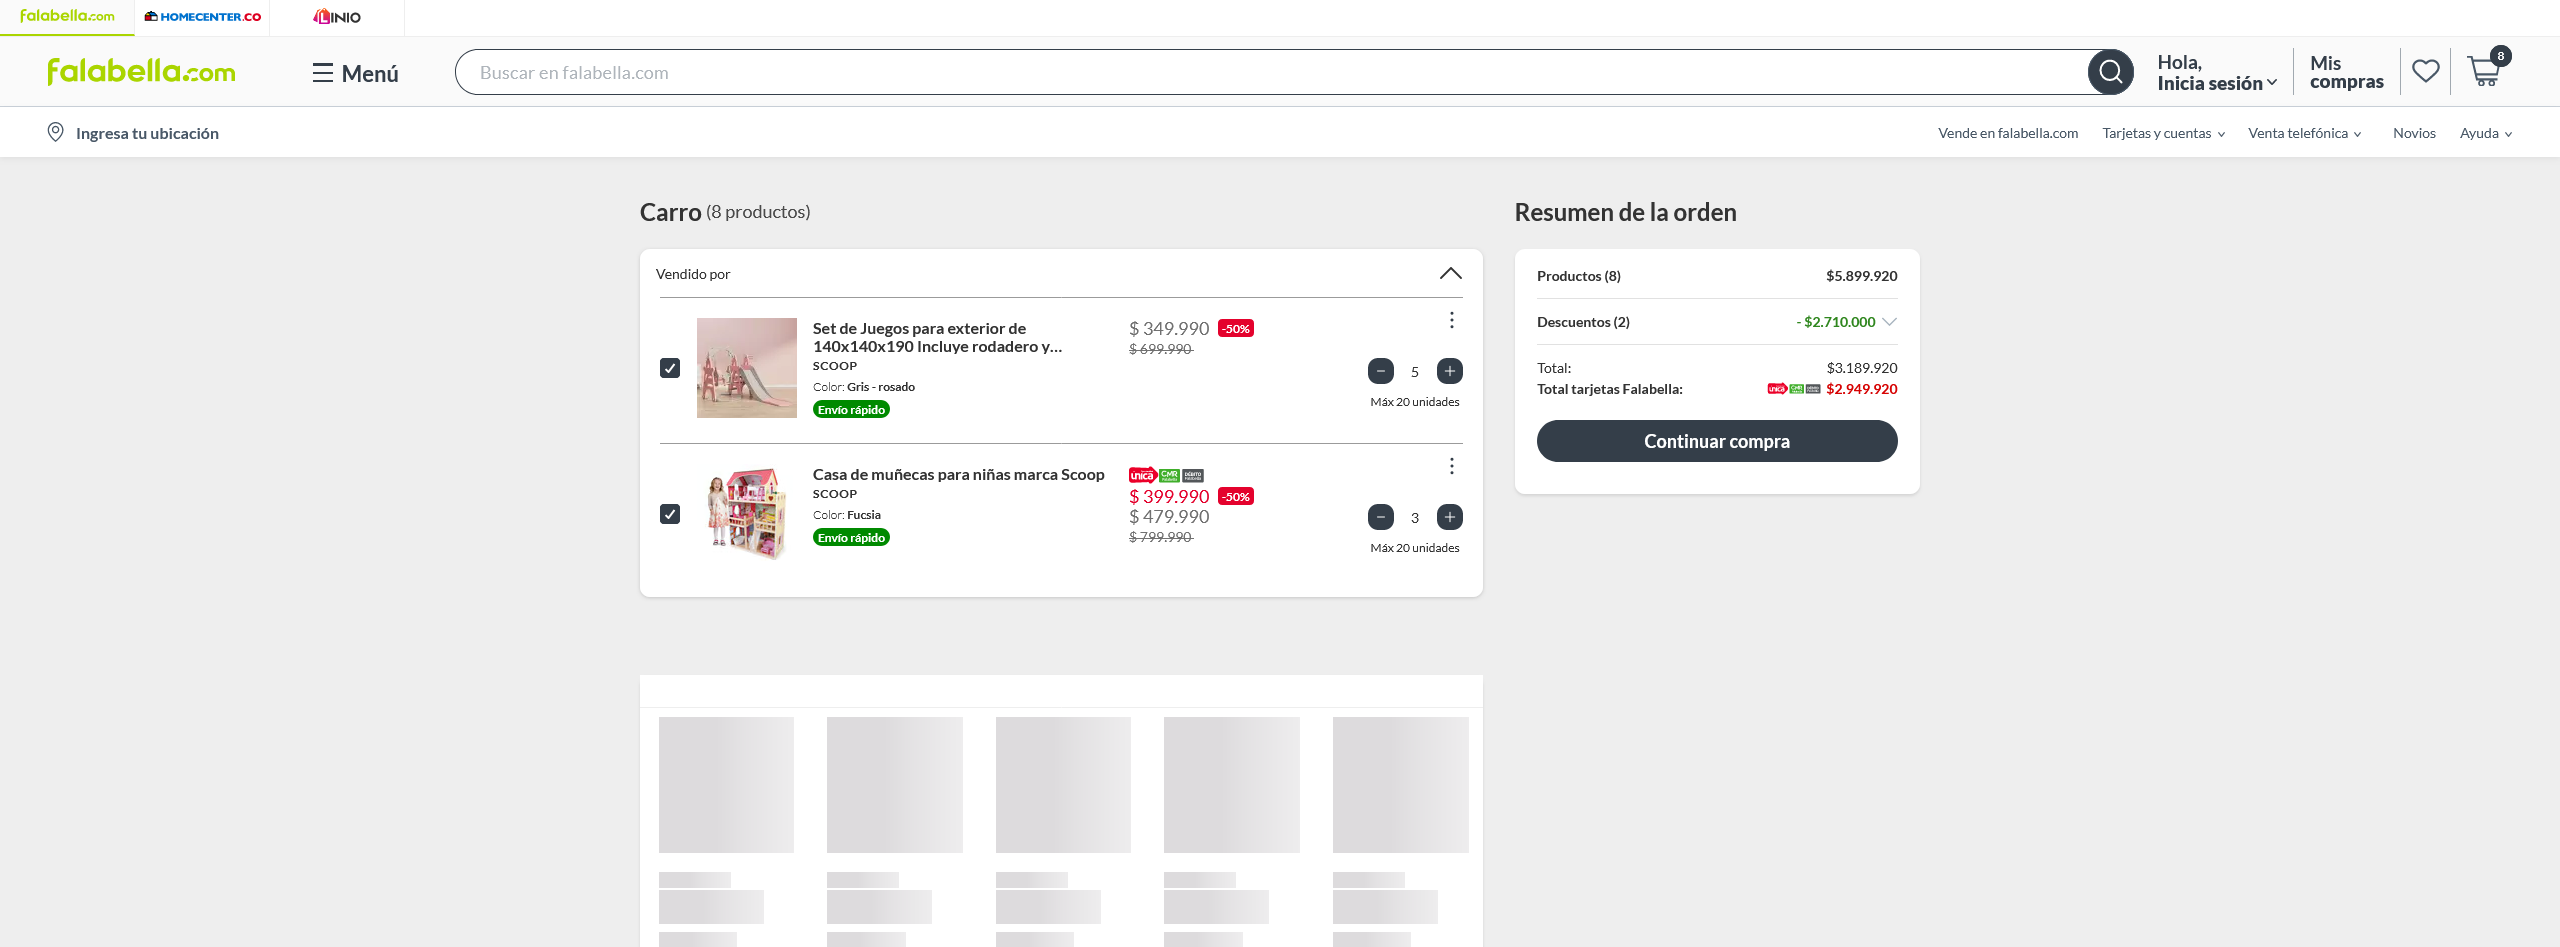 falabella.com
HOMECENTER.CO
LINIO
falabella.com
Menú
Buscar en falabella.com
Hola,
Inicia sesión
Mis
compras
8
Ingresa tu ubicación
Vende en falabella.com
Tarjetas y cuentas
Venta telefónica
Novios
Ayuda
Carro (8 productos)
Vendido por
Set de Juegos para exterior de
140x140x190 Incluye rodadero y...
SCOOP
Color: Gris - rosado
Envío rápido
$ 349.990 -50%
$ 699.990
5
Máx 20 unidades
Casa de muñecas para niñas marca Scoop
SCOOP
Color: Fucsia
Envío rápido
única CMR DEBITO
$ 399.990 -50%
$ 479.990
$ 799.990
3
Máx 20 unidades
Resumen de la orden
Productos (8) $5.899.920
Descuentos (2) - $2.710.000
Total: $3.189.920
Total tarjetas Falabella: única CMR $2.949.920
Continuar compra